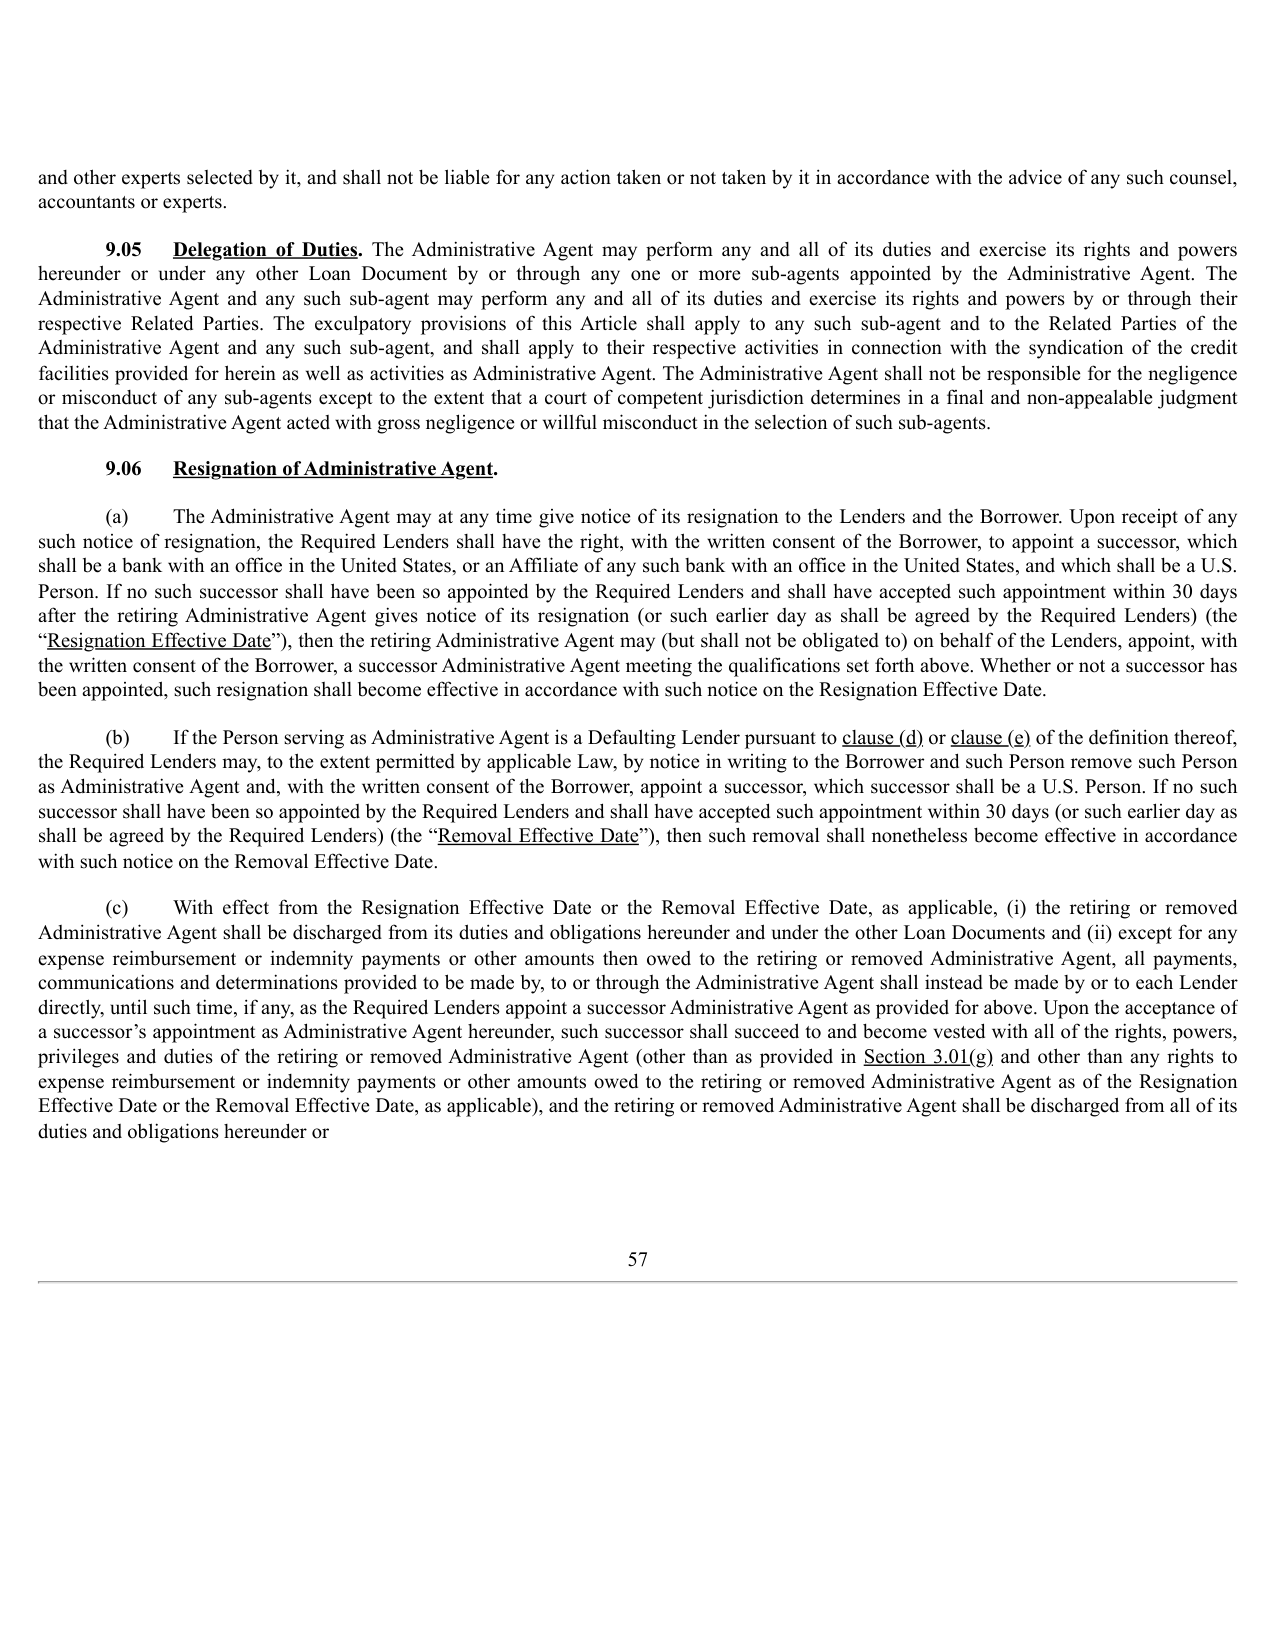 and other experts selected by it, and shall not be liable for any action taken or not taken by it in accordance with the advice of any such counsel,
accountants or experts.
9.05 Delegation of Duties. The Administrative Agent may perform any and all of its duties and exercise its rights and powers
hereunder or under any other Loan Document by or through any one or more sub-agents appointed by the Administrative Agent. The
Administrative Agent and any such sub-agent may perform any and all of its duties and exercise its rights and powers by or through their
respective Related Parties. The exculpatory provisions of this Article shall apply to any such sub-agent and to the Related Parties of the
Administrative Agent and any such sub-agent, and shall apply to their respective activities in connection with the syndication of the credit
facilities provided for herein as well as activities as Administrative Agent. The Administrative Agent shall not be responsible for the negligence
or misconduct of any sub-agents except to the extent that a court of competent jurisdiction determines in a final and non-appealable judgment
that the Administrative Agent acted with gross negligence or willful misconduct in the selection of such sub-agents.
9.06 Resignation of Administrative Agent.
(a) The Administrative Agent may at any time give notice of its resignation to the Lenders and the Borrower. Upon receipt of any
such notice of resignation, the Required Lenders shall have the right, with the written consent of the Borrower, to appoint a successor, which
shall be a bank with an office in the United States, or an Affiliate of any such bank with an office in the United States, and which shall be a U.S.
Person. If no such successor shall have been so appointed by the Required Lenders and shall have accepted such appointment within 30 days
after the retiring Administrative Agent gives notice of its resignation (or such earlier day as shall be agreed by the Required Lenders) (the
“Resignation Effective Date”), then the retiring Administrative Agent may (but shall not be obligated to) on behalf of the Lenders, appoint, with
the written consent of the Borrower, a successor Administrative Agent meeting the qualifications set forth above. Whether or not a successor has
been appointed, such resignation shall become effective in accordance with such notice on the Resignation Effective Date.
(b) If the Person serving as Administrative Agent is a Defaulting Lender pursuant to clause (d) or clause (e) of the definition thereof,
the Required Lenders may, to the extent permitted by applicable Law, by notice in writing to the Borrower and such Person remove such Person
as Administrative Agent and, with the written consent of the Borrower, appoint a successor, which successor shall be a U.S. Person. If no such
successor shall have been so appointed by the Required Lenders and shall have accepted such appointment within 30 days (or such earlier day as
shall be agreed by the Required Lenders) (the “Removal Effective Date”), then such removal shall nonetheless become effective in accordance
with such notice on the Removal Effective Date.
(c) With effect from the Resignation Effective Date or the Removal Effective Date, as applicable, (i) the retiring or removed
Administrative Agent shall be discharged from its duties and obligations hereunder and under the other Loan Documents and (ii) except for any
expense reimbursement or indemnity payments or other amounts then owed to the retiring or removed Administrative Agent, all payments,
communications and determinations provided to be made by, to or through the Administrative Agent shall instead be made by or to each Lender
directly, until such time, if any, as the Required Lenders appoint a successor Administrative Agent as provided for above. Upon the acceptance of
a successor’s appointment as Administrative Agent hereunder, such successor shall succeed to and become vested with all of the rights, powers,
privileges and duties of the retiring or removed Administrative Agent (other than as provided in Section 3.01(g) and other than any rights to
expense reimbursement or indemnity payments or other amounts owed to the retiring or removed Administrative Agent as of the Resignation
Effective Date or the Removal Effective Date, as applicable), and the retiring or removed Administrative Agent shall be discharged from all of its
duties and obligations hereunder or
57